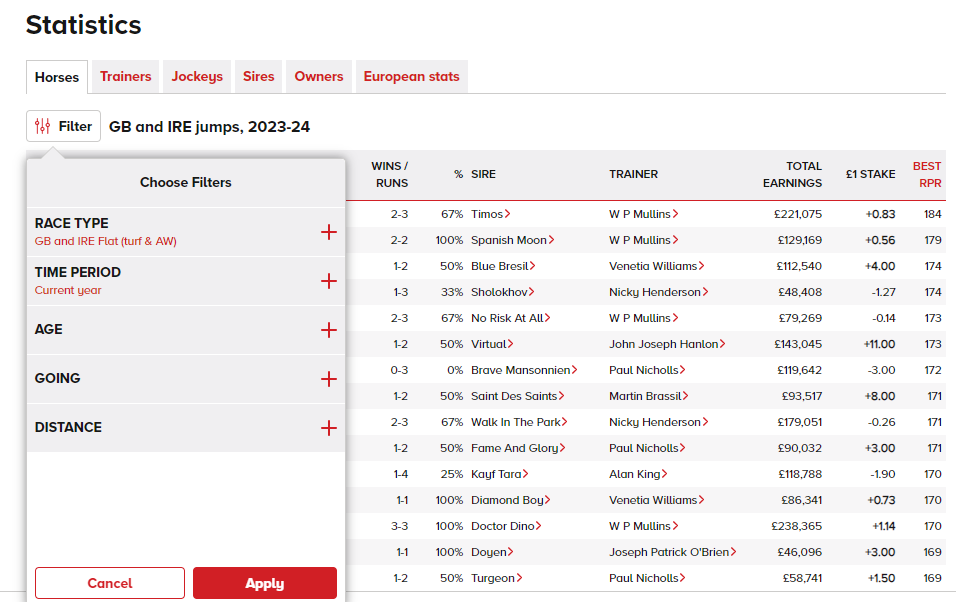 Statistics
Horses Trainers Jockeys Sires Owners European stats
Filter GB and IRE jumps, 2023-24
Choose Filters
RACE TYPE
GB and IRE Flat (turf & AW)
TIME PERIOD
Current year
AGE
GOING
DISTANCE
Cancel Apply
WINS / RUNS % SIRE TRAINER TOTAL EARNINGS £1 STAKE BEST RPR
2-3 67% Timos W P Mullins £221,075 +0.83 184
2-2 100% Spanish Moon W P Mullins £129,169 +0.56 179
1-2 50% Blue Bresil Venetia Williams £112,540 +4.00 174
1-3 33% Sholokhov Nicky Henderson £48,408 -1.27 174
2-3 67% No Risk At All W P Mullins £79,269 -0.14 173
1-2 50% Virtual John Joseph Hanlon £143,045 +11.00 173
0-3 0% Brave Mansonnien Paul Nicholls £119,642 -3.00 172
1-2 50% Saint Des Saints Martin Brassil £93,517 +8.00 171
2-3 67% Walk In The Park Nicky Henderson £179,051 -0.26 171
1-2 50% Fame And Glory Paul Nicholls £90,032 +3.00 171
1-4 25% Kayf Tara Alan King £118,788 -1.90 170
1-1 100% Diamond Boy Venetia Williams £86,341 +0.73 170
3-3 100% Doctor Dino W P Mullins £238,365 +1.14 170
1-1 100% Doyen Joseph Patrick O'Brien £46,096 +3.00 169
1-2 50% Turgeon Paul Nicholls £58,741 +1.50 169